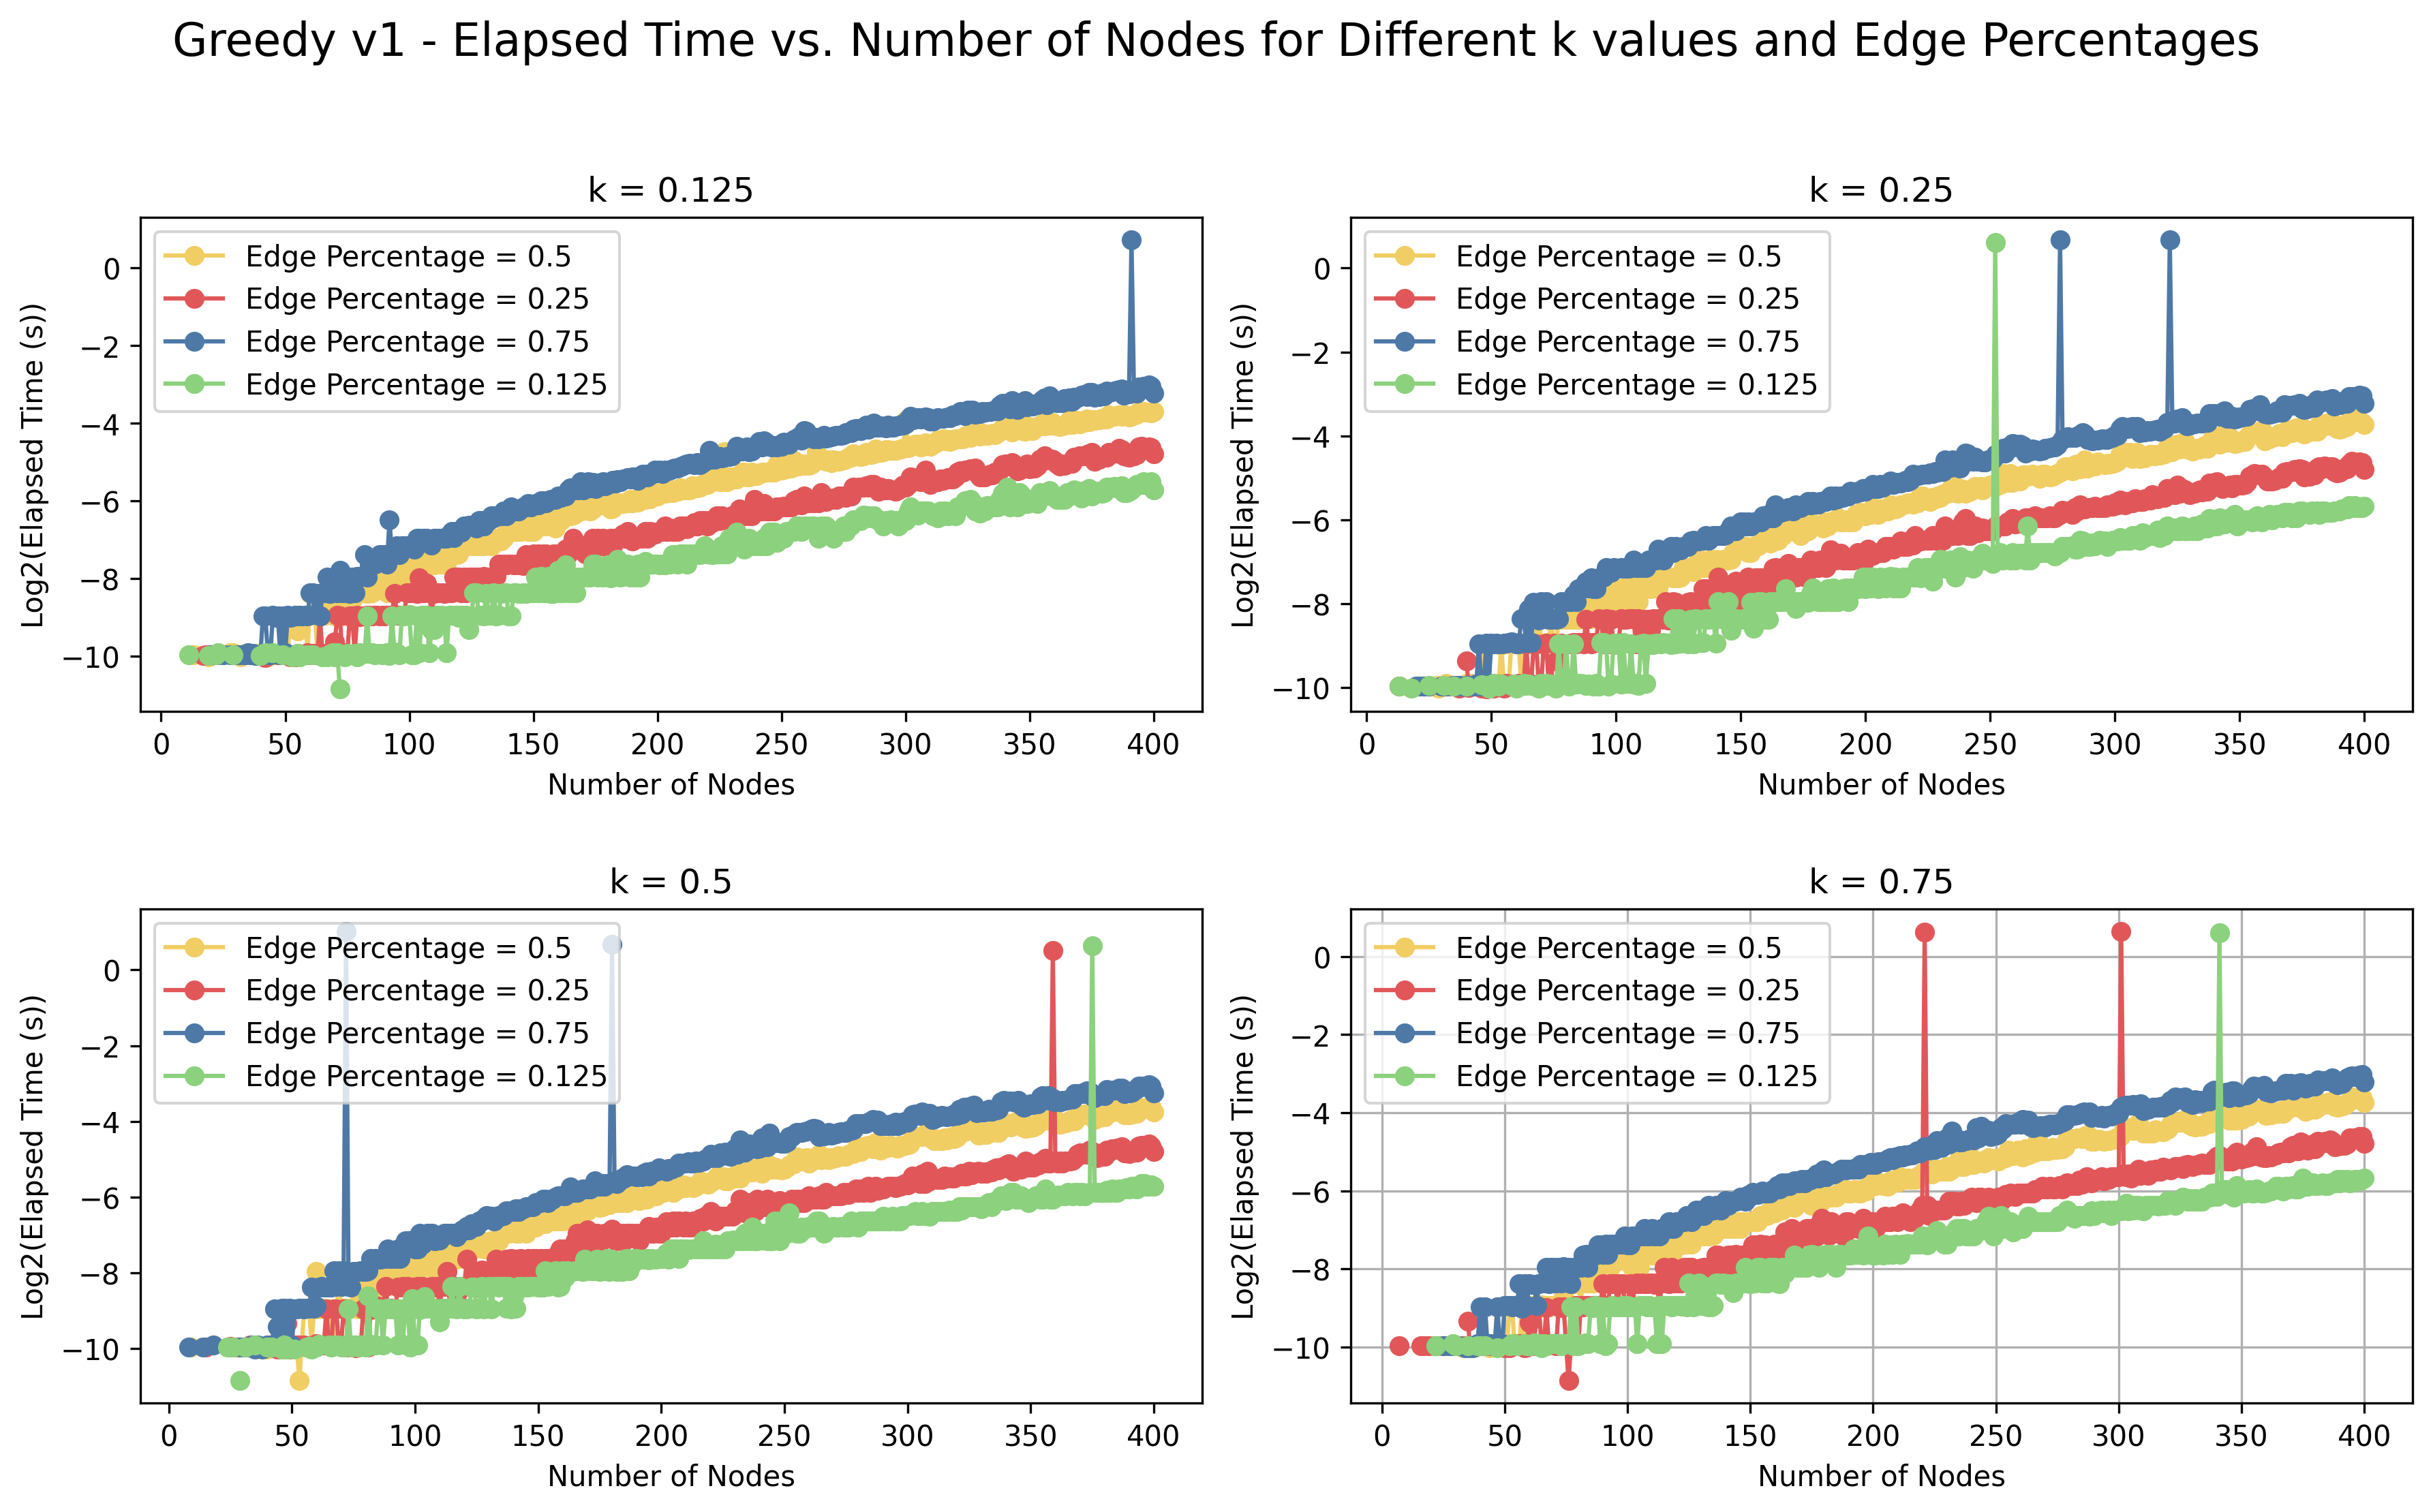 Greedy v1 - Elapsed Time vs. Number of Nodes for Different k values and Edge Percentages
k = 0.125
Edge Percentage = 0.5
Edge Percentage = 0.25
Edge Percentage = 0.75
Edge Percentage = 0.125
Log2(Elapsed Time (s))
0
−2
−4
−6
−8
−10
0 50 100 150 200 250 300 350 400
Number of Nodes
k = 0.25
Edge Percentage = 0.5
Edge Percentage = 0.25
Edge Percentage = 0.75
Edge Percentage = 0.125
Log2(Elapsed Time (s))
0
−2
−4
−6
−8
−10
0 50 100 150 200 250 300 350 400
Number of Nodes
k = 0.5
Edge Percentage = 0.5
Edge Percentage = 0.25
Edge Percentage = 0.75
Edge Percentage = 0.125
Log2(Elapsed Time (s))
0
−2
−4
−6
−8
−10
0 50 100 150 200 250 300 350 400
Number of Nodes
k = 0.75
Edge Percentage = 0.5
Edge Percentage = 0.25
Edge Percentage = 0.75
Edge Percentage = 0.125
Log2(Elapsed Time (s))
0
−2
−4
−6
−8
−10
0 50 100 150 200 250 300 350 400
Number of Nodes